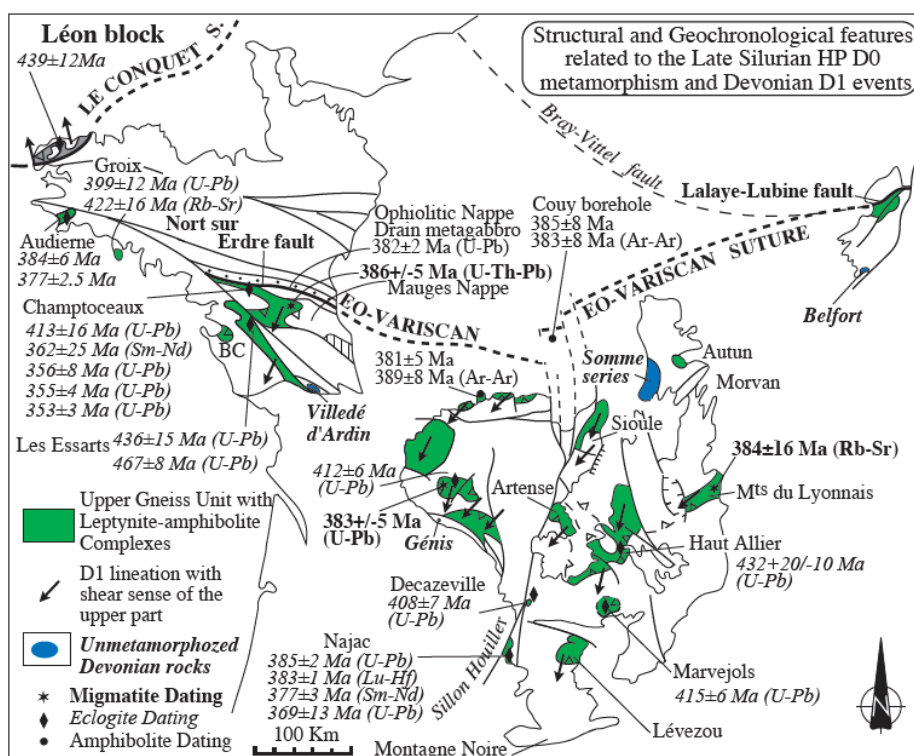 Structural and Geochronological features
related to the Late Silurian HP D0
metamorphism and Devonian D1 events
Léon block
439±12Ma
LE CONQUET S.
Bray-Vittel fault
Groix
399±12 Ma (U-Pb)
422±16 Ma (Rb-Sr)
Nort sur
Erdre fault
Audierne
384±6 Ma
377±2.5 Ma
Ophiolitic Nappe
Drain metagabbro
382±2 Ma (U-Pb)
386+/-5 Ma (U-Th-Pb)
Mauges Nappe
Couy borehole
385±8 Ma
383±8 Ma (Ar-Ar)
Lalaye-Lubine fault
EO-VARISCAN SUTURE
EO-VARISCAN
Belfort
Champtoceaux
413±16 Ma (U-Pb)
362±25 Ma (Sm-Nd)
356±8 Ma (U-Pb)
355±4 Ma (U-Pb)
353±3 Ma (U-Pb)
BC
381±5 Ma
389±8 Ma (Ar-Ar)
Somme
series
Autun
Morvan
Villedé
d'Ardin
Les Essarts
436±15 Ma (U-Pb)
467±8 Ma (U-Pb)
Sioule
412±6 Ma
(U-Pb)
Artense
384±16 Ma (Rb-Sr)
Mts du Lyonnais
383+/-5 Ma
(U-Pb)
Génis
Haut Allier
432+20/-10 Ma
(U-Pb)
Decazeville
408±7 Ma
(U-Pb)
Najac
385±2 Ma (U-Pb)
383±1 Ma (Lu-Hf)
377±3 Ma (Sm-Nd)
369±13 Ma (U-Pb)
Sillon Houiller
Marvejols
415±6 Ma (U-Pb)
Lévezou
Montagne Noire
100 Km
N
Upper Gneiss Unit with
Leptynite-amphibolite
Complexes
D1 lineation with
shear sense of the
upper part
Unmetamorphozed
Devonian rocks
Migmatite Dating
Eclogite Dating
Amphibolite Dating